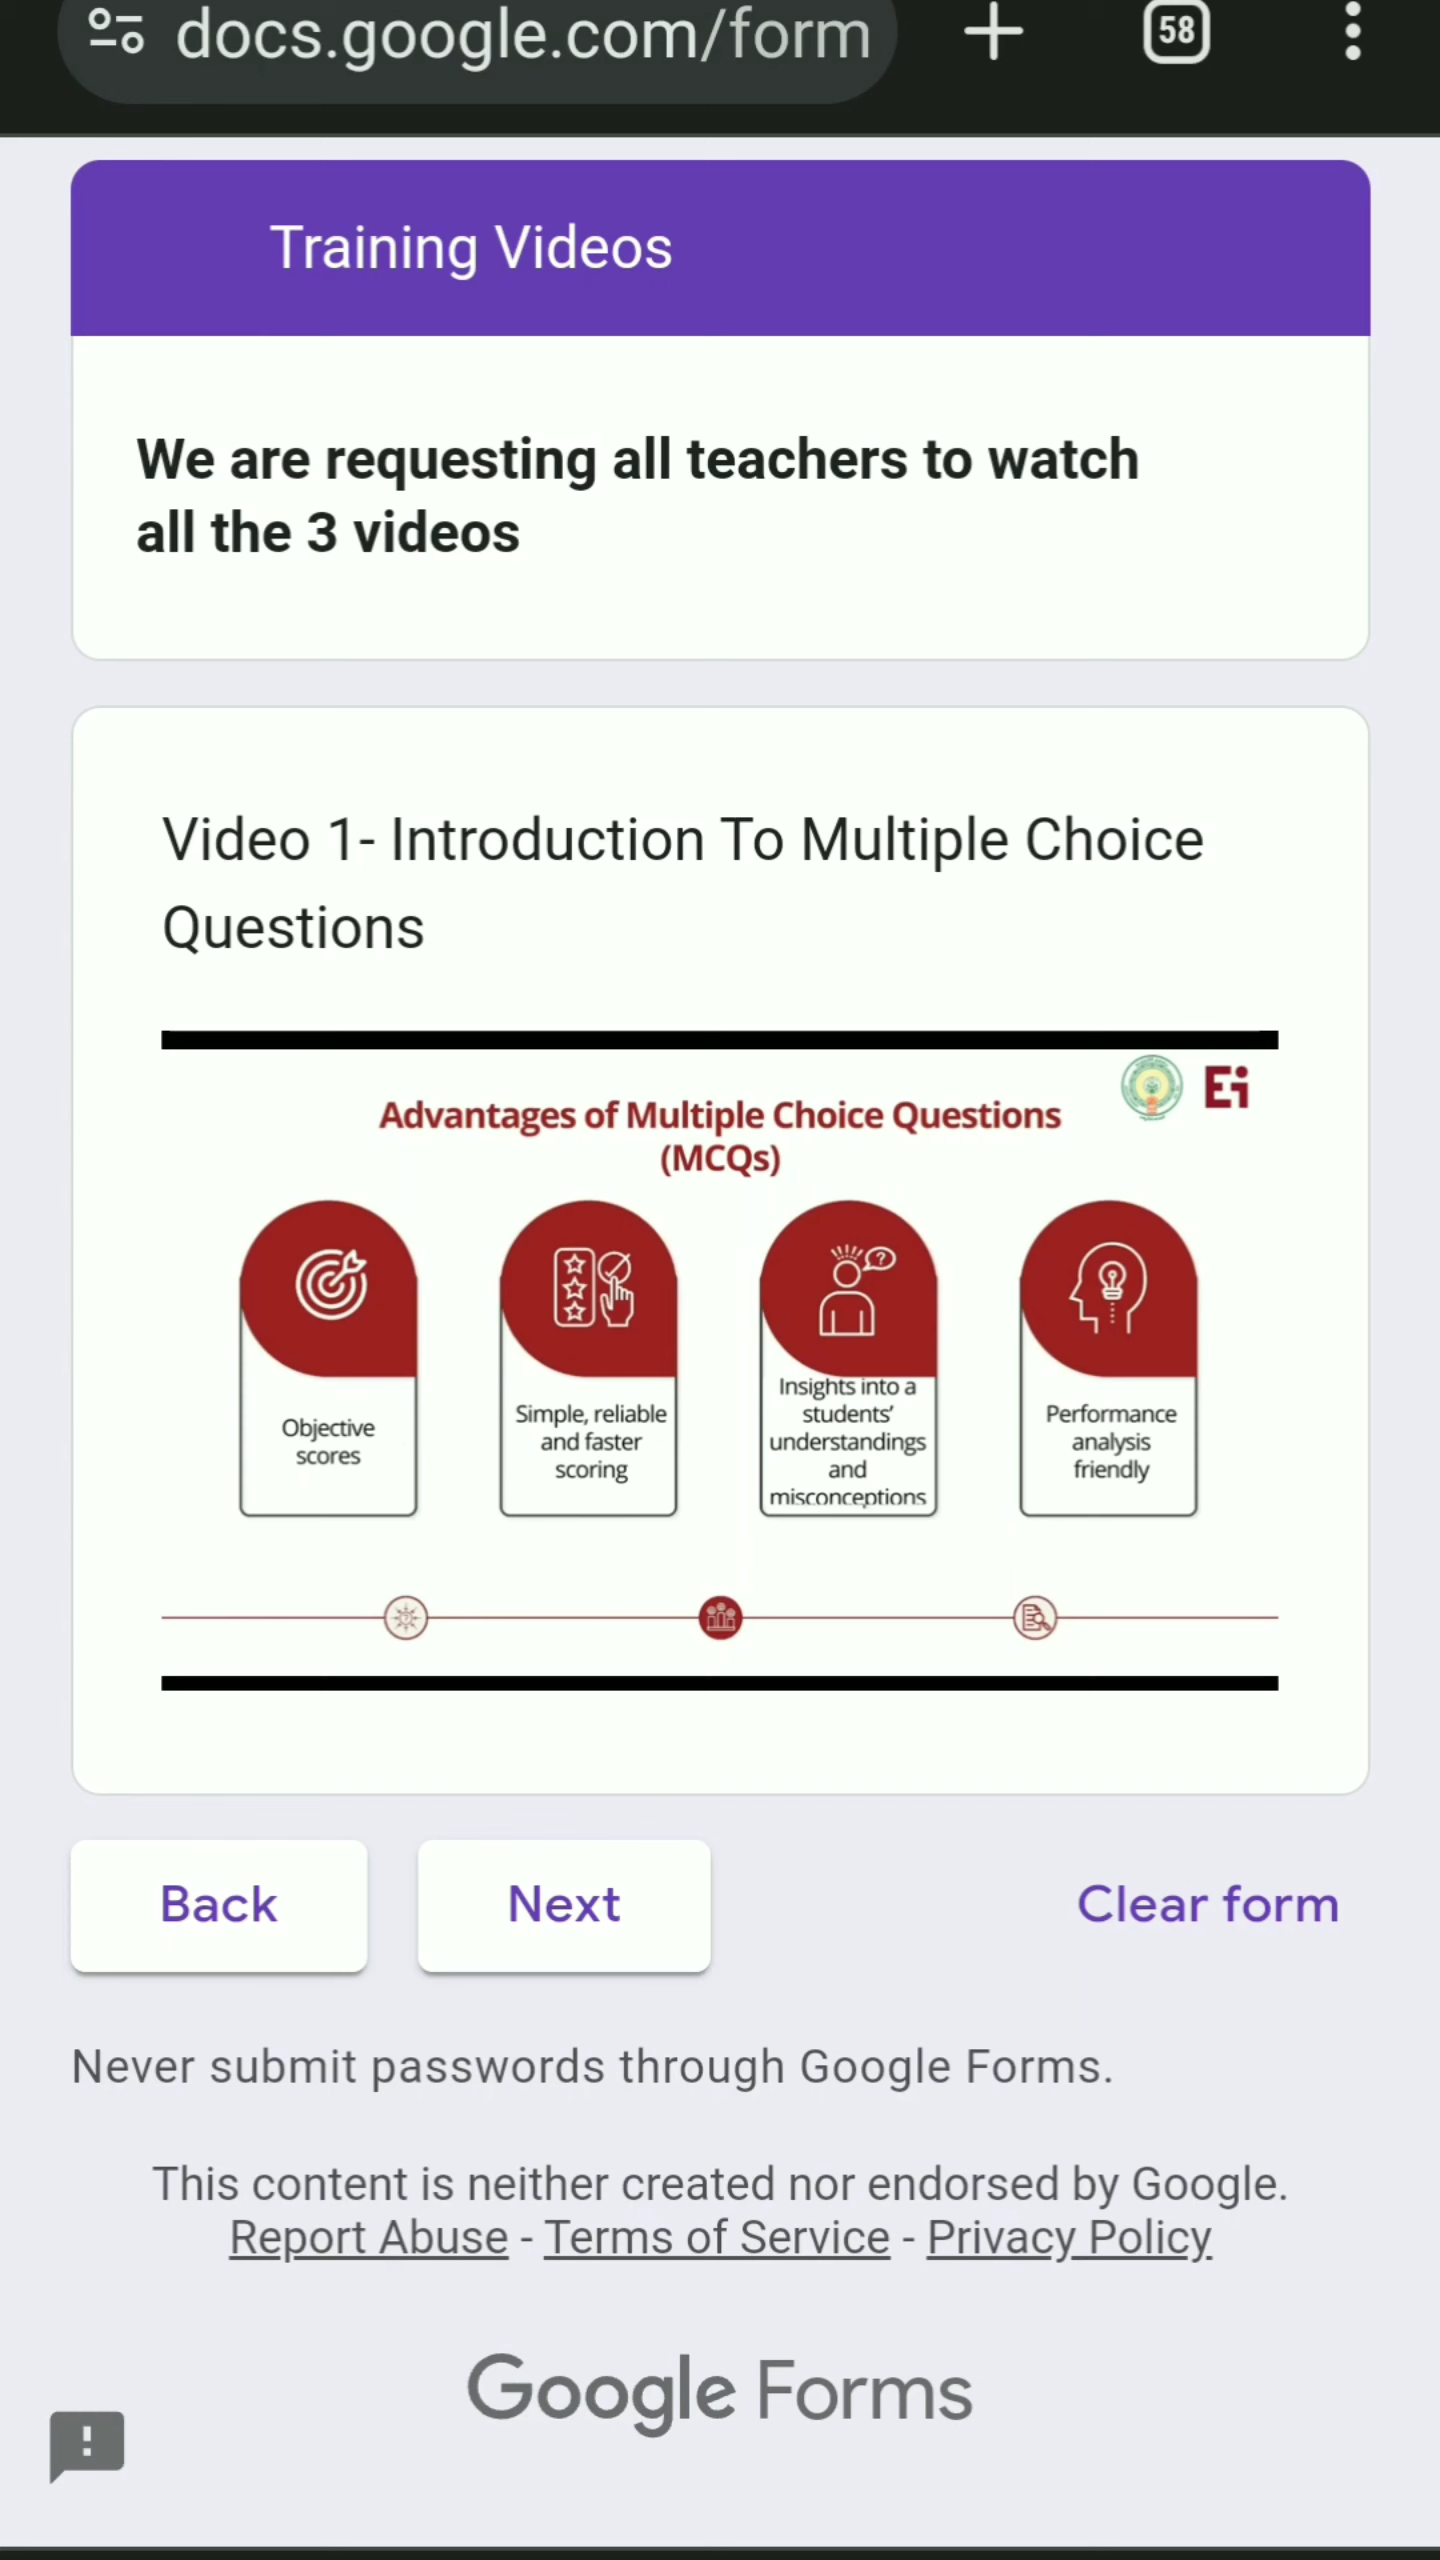 docs.google.com/form
58
Training Videos
We are requesting all teachers to watch
all the 3 videos
Video 1- Introduction To Multiple Choice
Questions
Ei
Advantages of Multiple Choice Questions
(MCQs)
Objective
scores
Simple, reliable
and faster
scoring
Insights into a
students’
understandings
and
misconceptions
Performance
analysis
friendly
Back
Next
Clear form
Never submit passwords through Google Forms.
This content is neither created nor endorsed by Google.
Report Abuse - Terms of Service - Privacy Policy
Google Forms